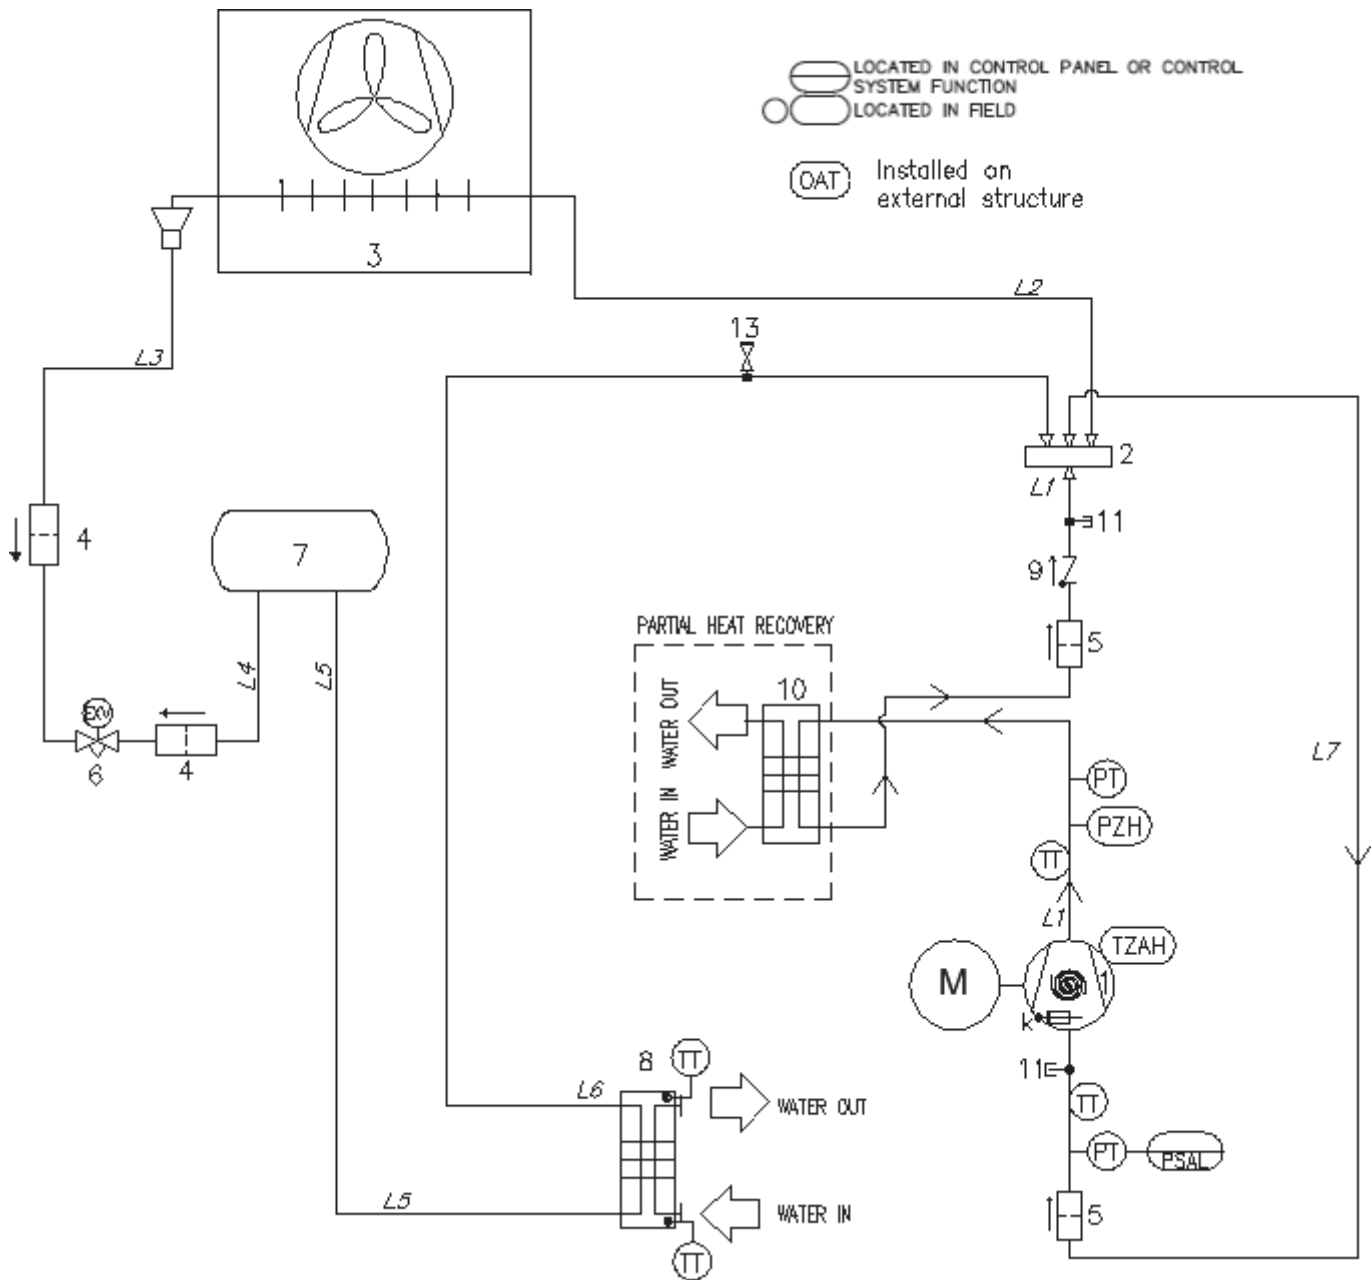 LOCATED IN CONTROL PANEL OR CONTROL
SYSTEM FUNCTION
LOCATED IN FIELD
OAT
Installed on
external structure
3
L2
13
L3
2
L1
11
4
7
9
5
PARTIAL HEAT RECOVERY
10
WATER OUT
WATER IN
L4
L5
EXV
6
4
L7
PT
PZH
TT
L1
TZAH
M
1
k
11
8
TT
L6
WATER OUT
TT
PT
PSAL
L5
WATER IN
5
TT